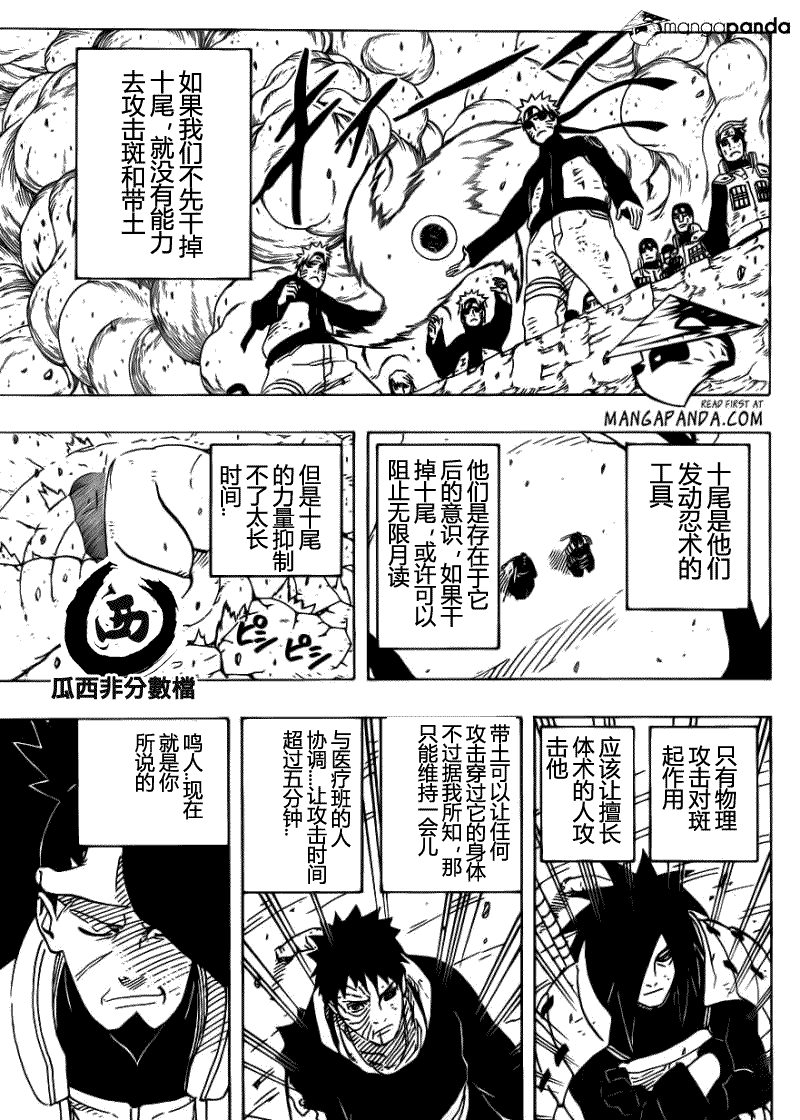 mangapanda
如果我们不先干掉
十尾，就没有能力
去攻击斑和带土
READ FIRST AT
MANGAPANDA.COM
十尾是他们
发动忍术的
工具
他们是存在于它
后的意识，如果干
掉十尾，或许可以
阻止无限月读
但是十尾
的力量抑制
不了太长
时间…
ピシ
ピシ
西
瓜西非分數檔
只有物理
攻击对斑
起作用
应该让擅长
体术的人攻
击他
带土可以让任何
攻击穿过它的身体
不过据我所知，那
只能维持一会儿
与医疗班的人
协调…让攻击时间
超过五分钟…
鸣人…现在
就是你
所说的